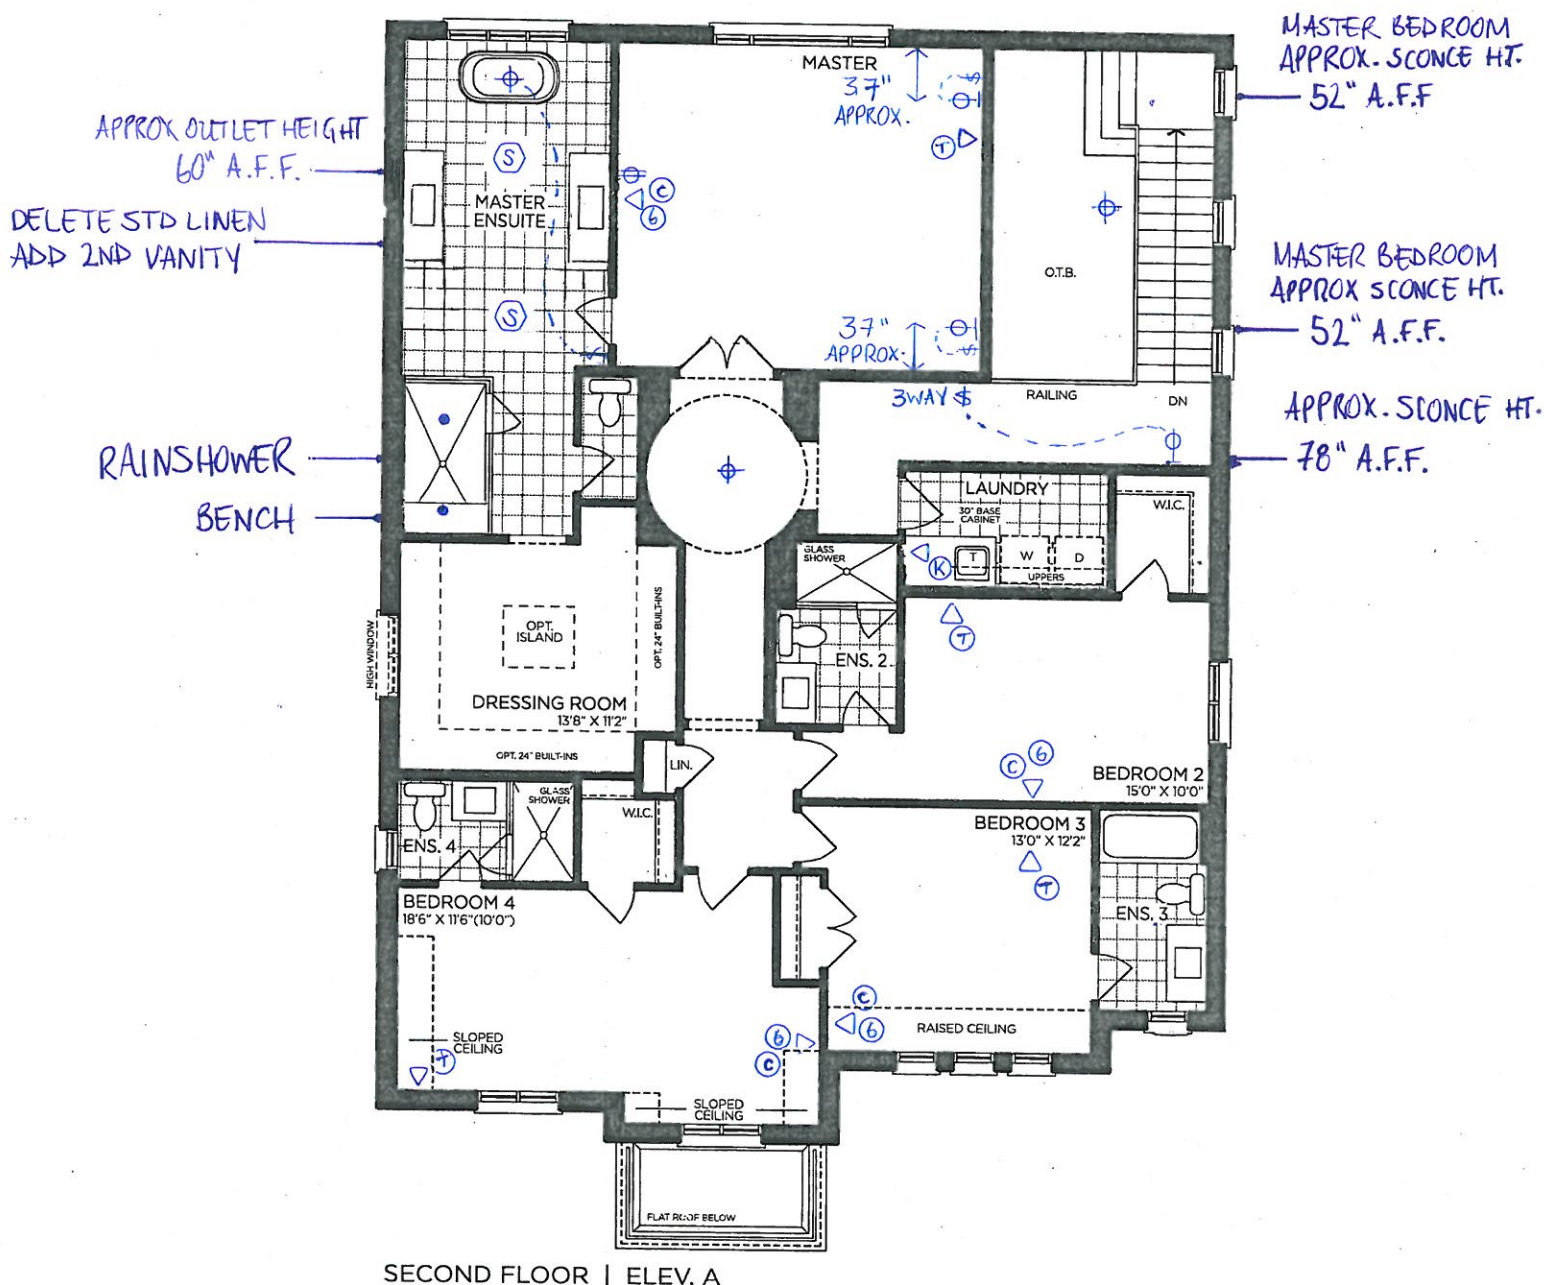 MASTER BEDROOM
APPROX. SCONCE HT.
52" A.F.F
APPROX OUTLET HEIGHT
60" A.F.F.
DELETE STD LINEN
ADD 2ND VANITY
MASTER BEDROOM
APPROX SCONCE HT.
52" A.F.F.
APPROX. SCONCE HT.
78" A.F.F.
RAINSHOWER
BENCH
MASTER
37"
APPROX.
$
T
S
MASTER
ENSUITE
C
6
S
O.T.B.
37"
APPROX.
$
$
3WAY $
RAILING
DN
LAUNDRY
30" BASE
CABINET
W.I.C.
GLASS
SHOWER
K
T
W
D
UPPERS
HIGH WINDOW
OPT.
ISLAND
OPT. 24" BUILT-INS
DRESSING ROOM
13'8" X 11'2"
OPT. 24" BUILT-INS
T
ENS. 2
LIN.
C
6
BEDROOM 2
15'0" X 10'0"
GLASS
SHOWER
W.I.C.
ENS. 4
BEDROOM 3
13'0" X 12'2"
T
BEDROOM 4
18'6" X 11'6"(10'0")
ENS. 3
C
6
RAISED CEILING
SLOPED
CEILING
T
6
C
SLOPED
CEILING
FLAT ROOF BELOW
SECOND FLOOR | ELEV. A